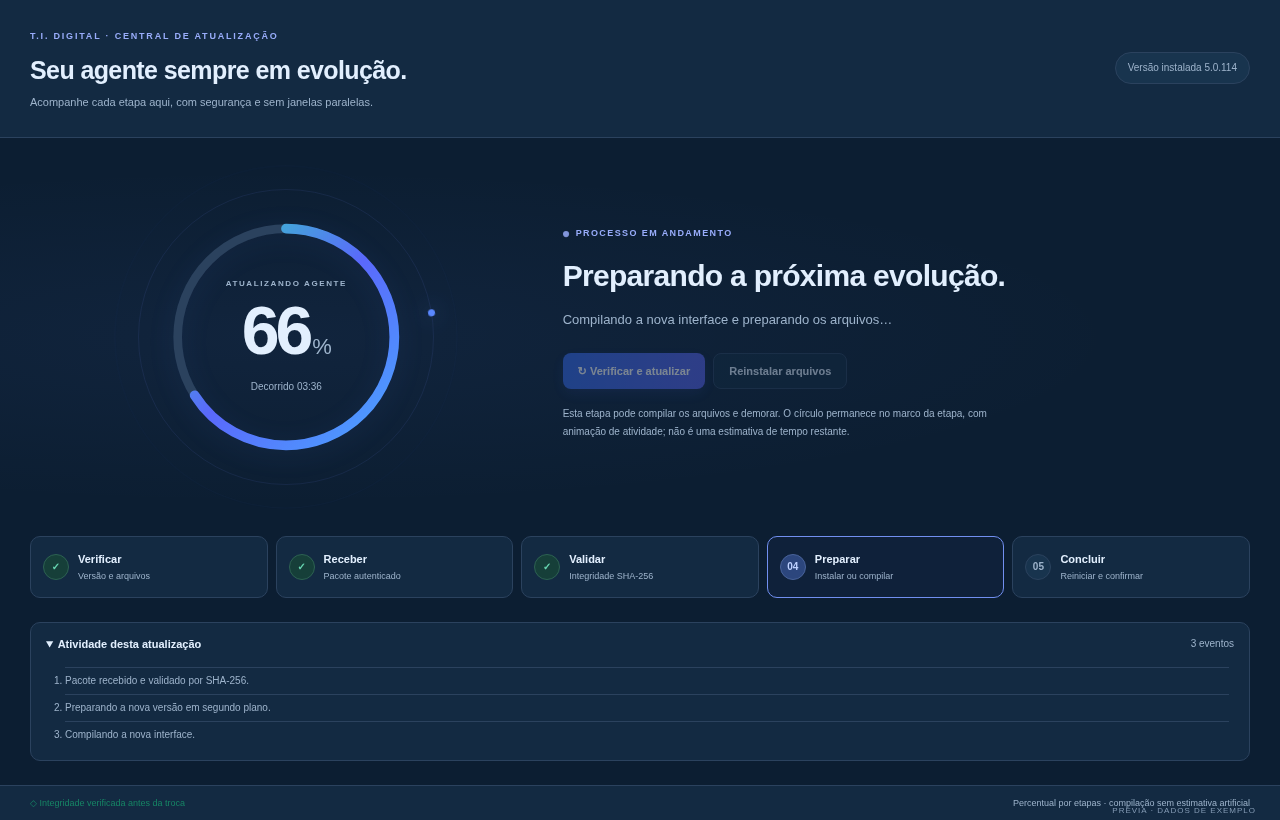 T.I. DIGITAL · CENTRAL DE ATUALIZAÇÃO
Seu agente sempre em evolução.
Acompanhe cada etapa aqui, com segurança e sem janelas paralelas.
Versão instalada 5.0.114
ATUALIZANDO AGENTE
66%
Decorrido 03:36
PROCESSO EM ANDAMENTO
Preparando a próxima evolução.
Compilando a nova interface e preparando os arquivos…
↻ Verificar e atualizar
Reinstalar arquivos
Esta etapa pode compilar os arquivos e demorar. O círculo permanece no marco da etapa, com
animação de atividade; não é uma estimativa de tempo restante.
✓ Verificar
Versão e arquivos
✓ Receber
Pacote autenticado
✓ Validar
Integridade SHA-256
04 Preparar
Instalar ou compilar
05 Concluir
Reiniciar e confirmar
▼ Atividade desta atualização
3 eventos
1. Pacote recebido e validado por SHA-256.
2. Preparando a nova versão em segundo plano.
3. Compilando a nova interface.
◇ Integridade verificada antes da troca
Percentual por etapas · compilação sem estimativa artificial
PRÉVIA · DADOS DE EXEMPLO